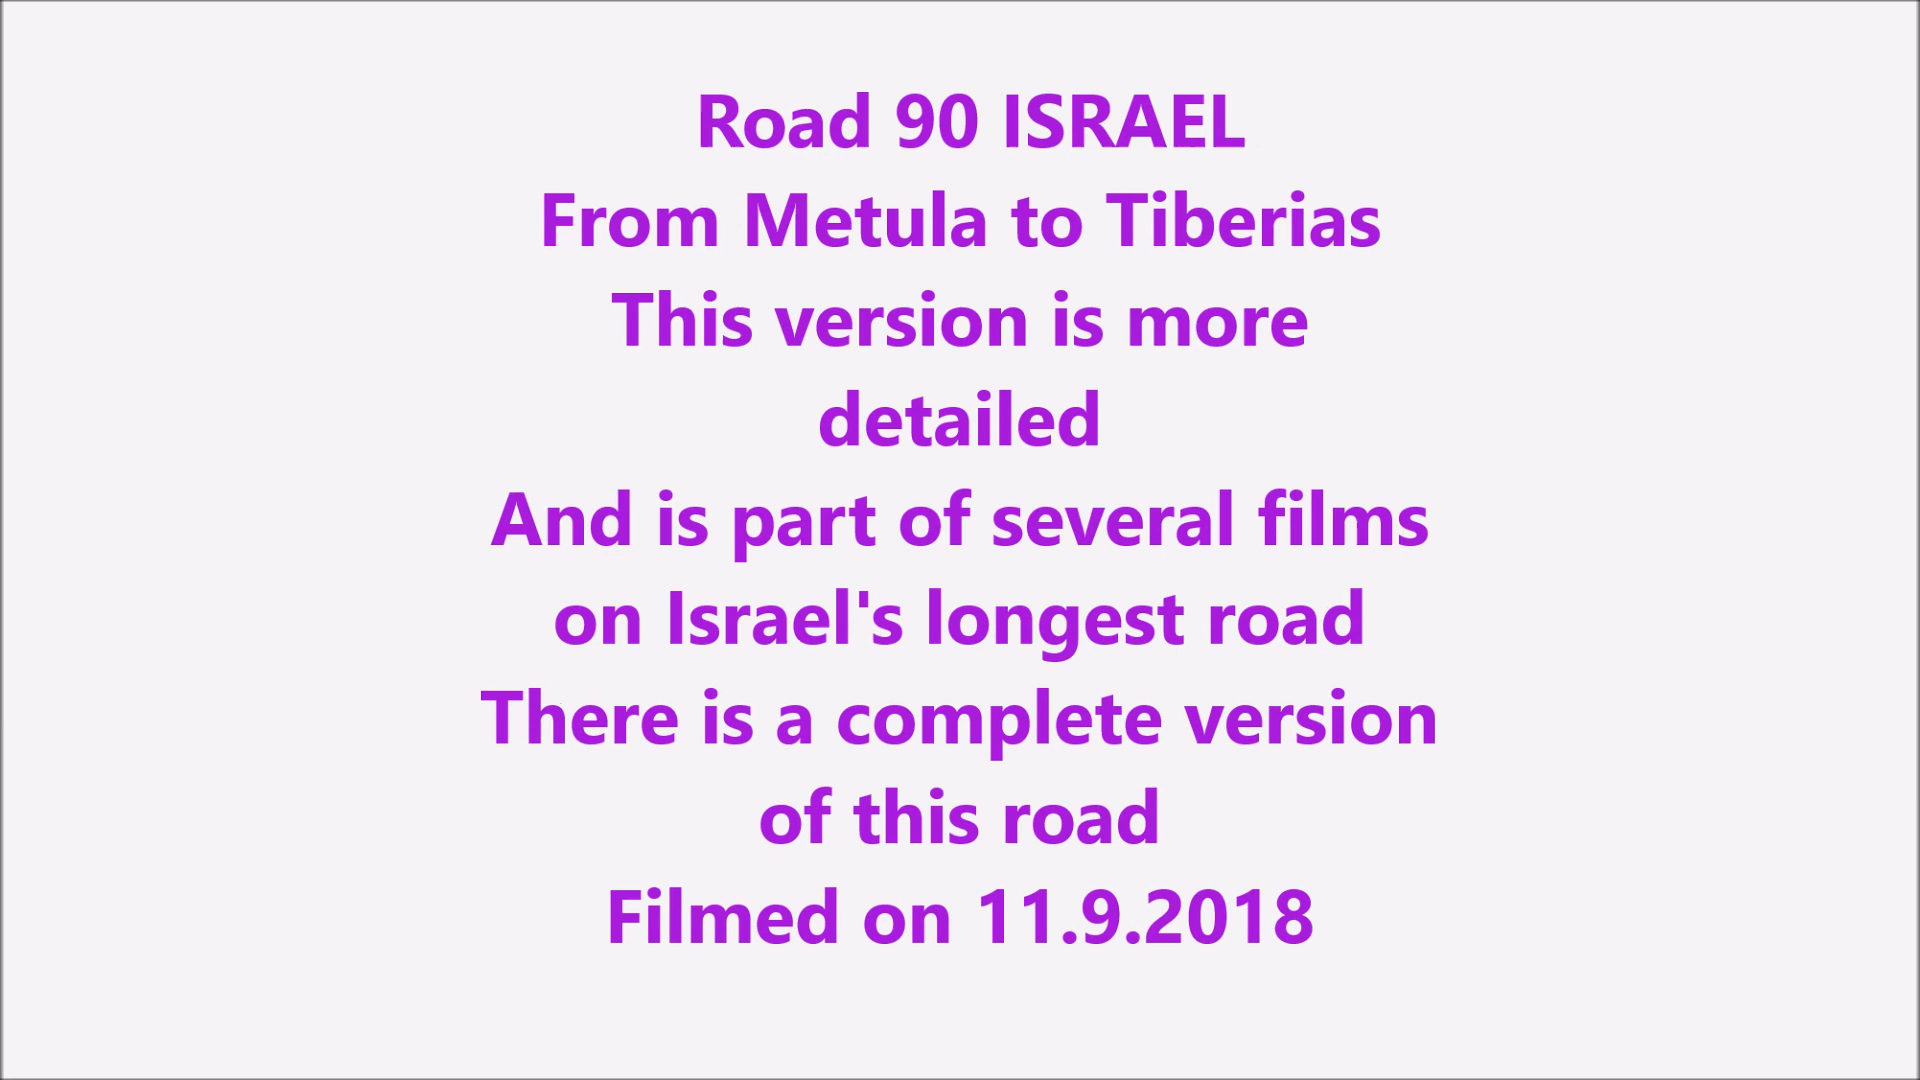 Road 90 ISRAEL
From Metula to Tiberias
This version is more
detailed
And is part of several films
on Israel's longest road
There is a complete version
of this road
Filmed on 11.9.2018